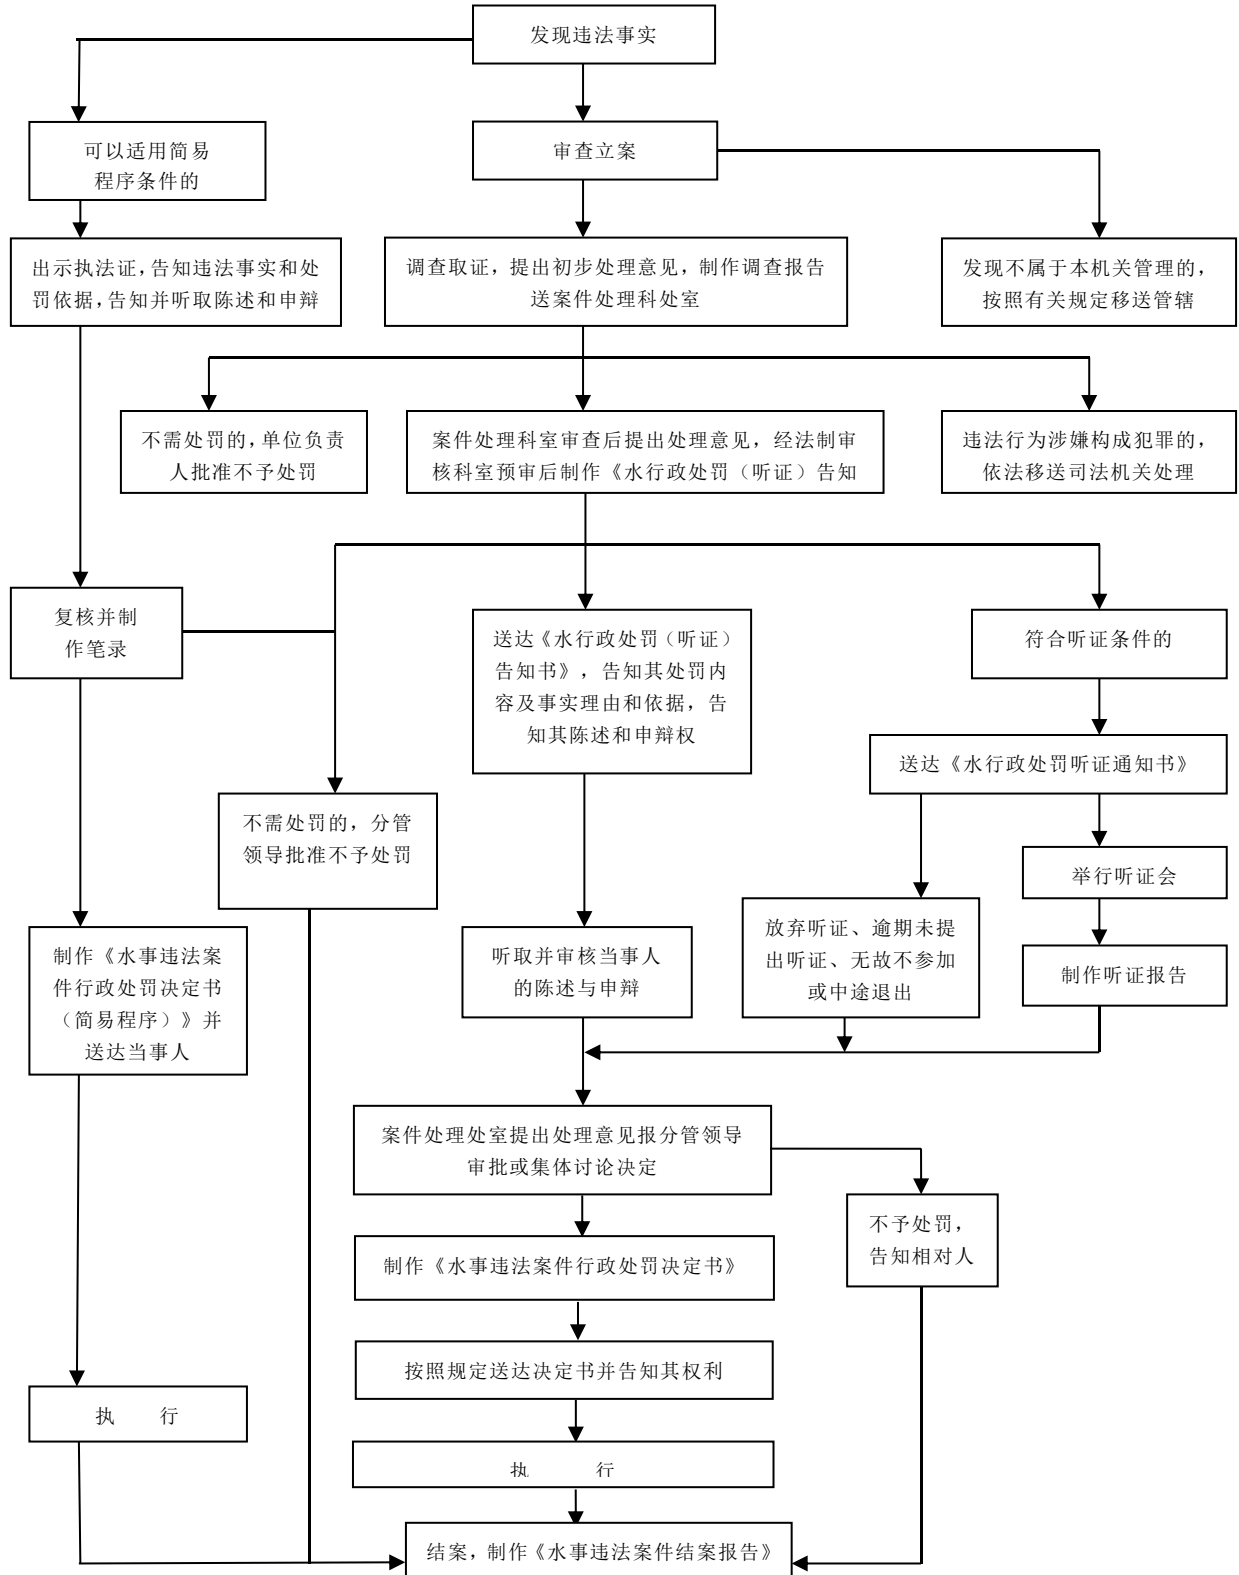 发现违法事实
可以适用简易
程序条件的
审查立案
出示执法证，告知违法事实和处
罚依据，告知并听取陈述和申辩
调查取证，提出初步处理意见，制作调查报告
送案件处理科处室
发现不属于本机关管理的，
按照有关规定移送管辖
不需处罚的，单位负责
人批准不予处罚
案件处理科室审查后提出处理意见，经法制审
核科室预审后制作《水行政处罚（听证）告知
违法行为涉嫌构成犯罪的，
依法移送司法机关处理
复核并制
作笔录
送达《水行政处罚（听证）
告知书》，告知其处罚内
容及事实理由和依据，告
知其陈述和申辩权
符合听证条件的
送达《水行政处罚听证通知书》
不需处罚的，分管
领导批准不予处罚
举行听证会
制作《水事违法案
件行政处罚决定书
（简易程序）》并
送达当事人
听取并审核当事人
的陈述与申辩
放弃听证、逾期未提
出听证、无故不参加
或中途退出
制作听证报告
案件处理处室提出处理意见报分管领导
审批或集体讨论决定
不予处罚，
告知相对人
制作《水事违法案件行政处罚决定书》
按照规定送达决定书并告知其权利
执 行
执 行
结案，制作《水事违法案件结案报告》